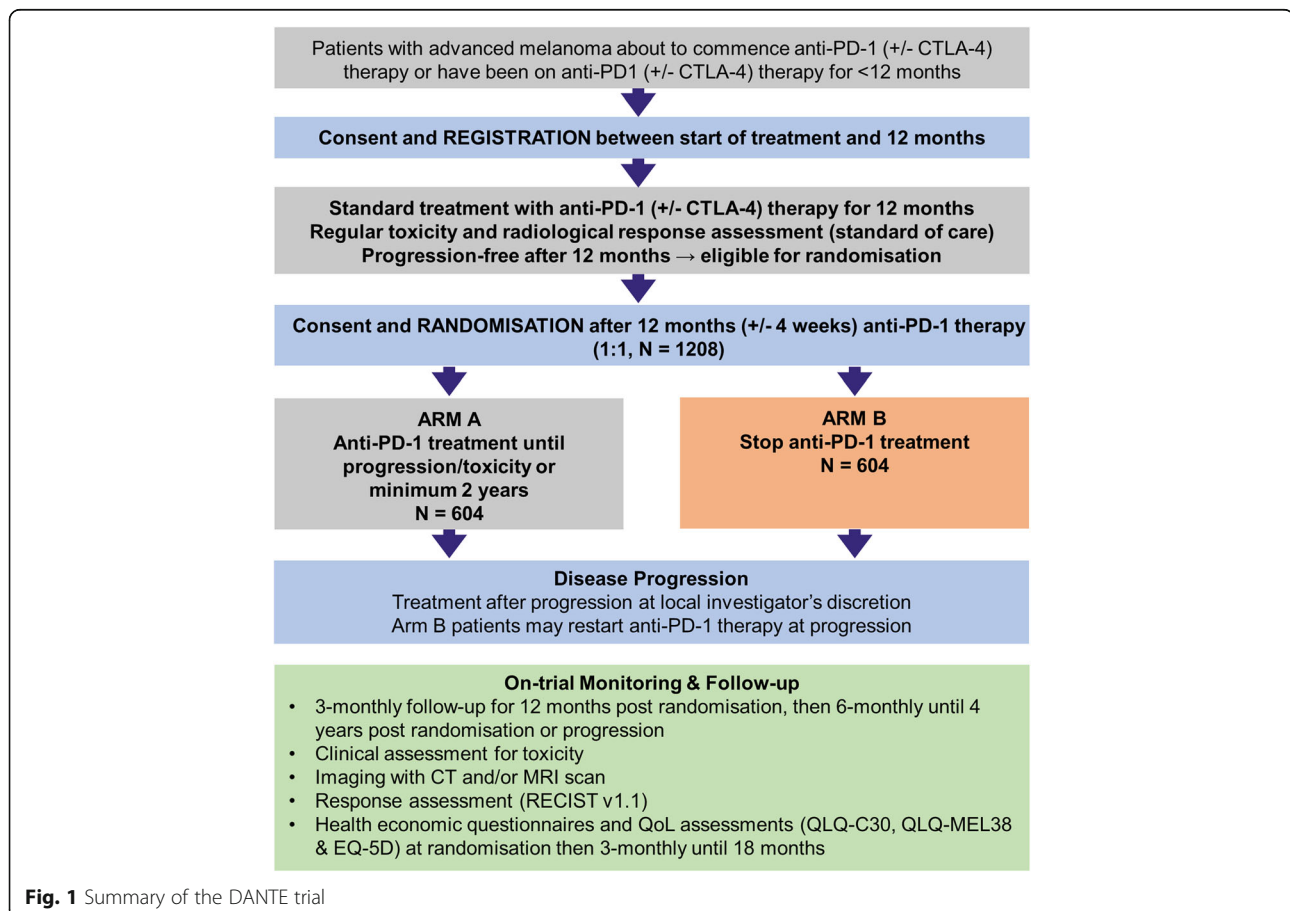 Patients with advanced melanoma about to commence anti-PD-1 (+/- CTLA-4)
therapy or have been on anti-PD1 (+/- CTLA-4) therapy for <12 months
Consent and REGISTRATION between start of treatment and 12 months
Standard treatment with anti-PD-1 (+/- CTLA-4) therapy for 12 months
Regular toxicity and radiological response assessment (standard of care)
Progression-free after 12 months → eligible for randomisation
Consent and RANDOMISATION after 12 months (+/- 4 weeks) anti-PD-1 therapy
(1:1, N = 1208)
ARM A
Anti-PD-1 treatment until
progression/toxicity or
minimum 2 years
N = 604
ARM B
Stop anti-PD-1 treatment
N = 604
Disease Progression
Treatment after progression at local investigator's discretion
Arm B patients may restart anti-PD-1 therapy at progression
On-trial Monitoring & Follow-up
• 3-monthly follow-up for 12 months post randomisation, then 6-monthly until 4
years post randomisation or progression
• Clinical assessment for toxicity
• Imaging with CT and/or MRI scan
• Response assessment (RECIST v1.1)
• Health economic questionnaires and QoL assessments (QLQ-C30, QLQ-MEL38
& EQ-5D) at randomisation then 3-monthly until 18 months
Fig. 1 Summary of the DANTE trial